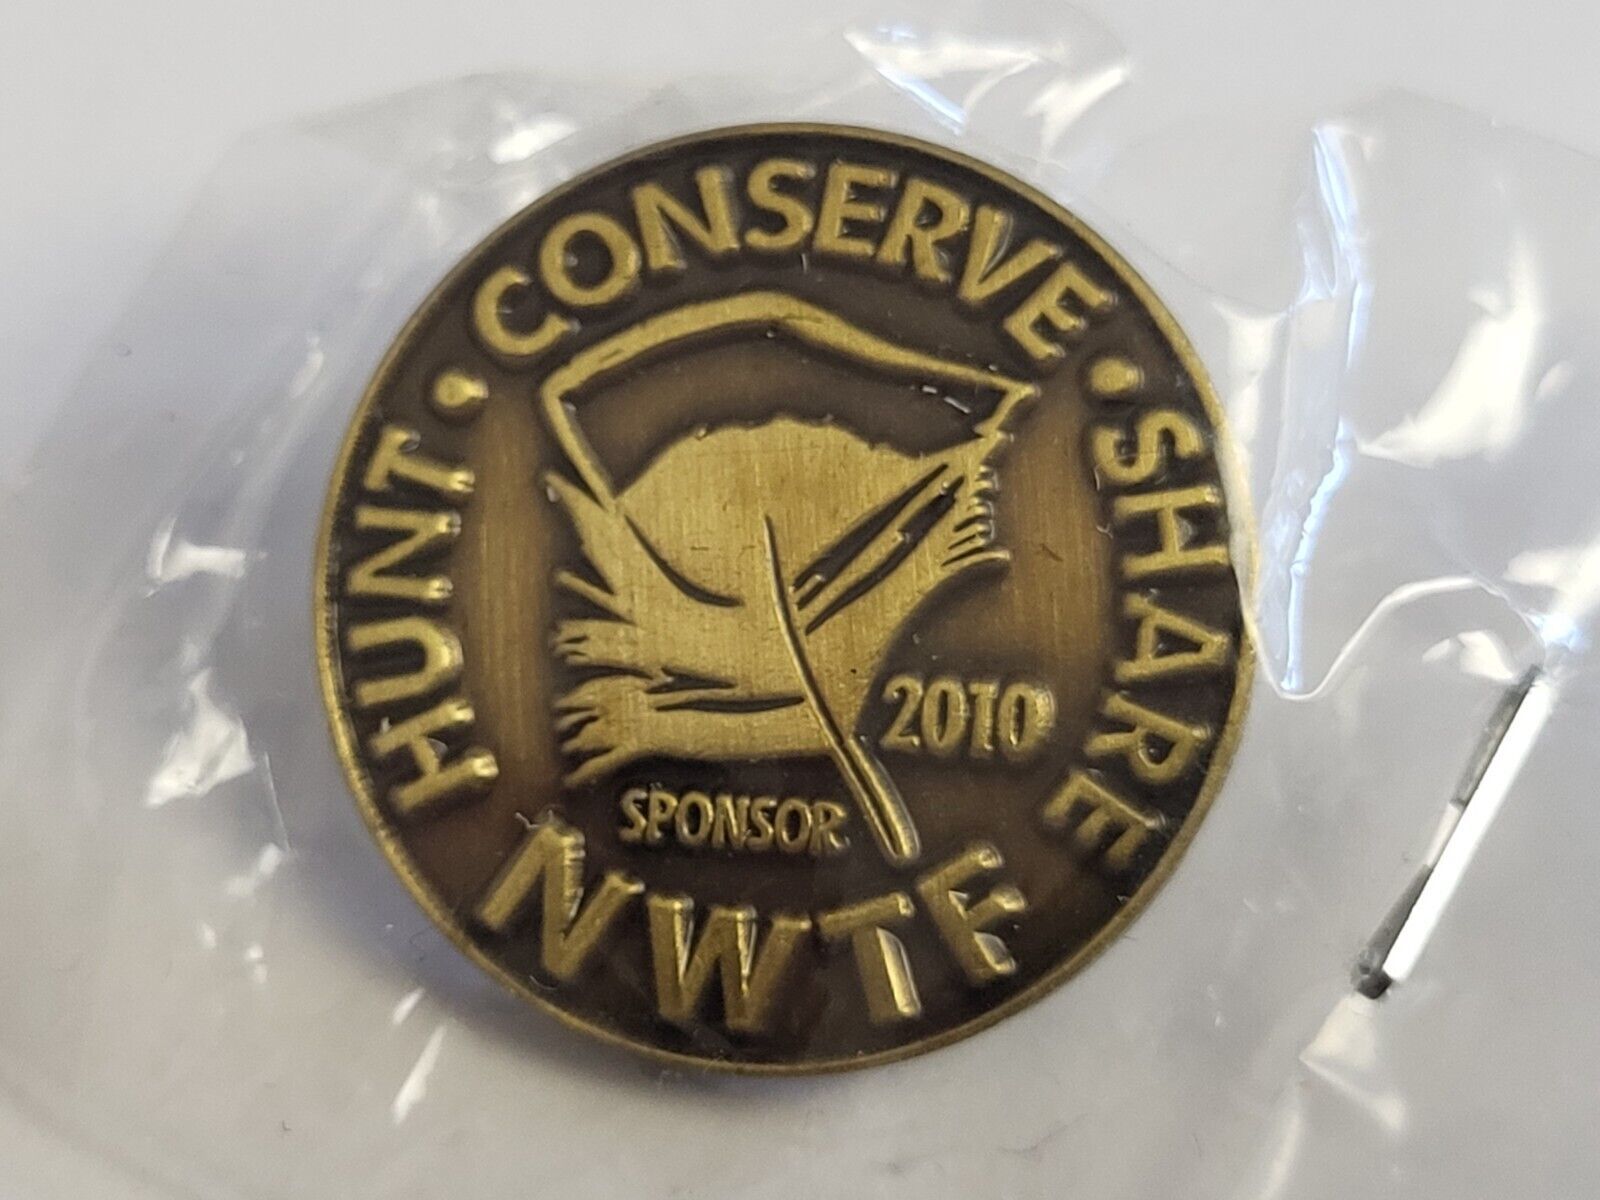 HUNT · CONSERVE · SHARE
2010
SPONSOR
NWTF